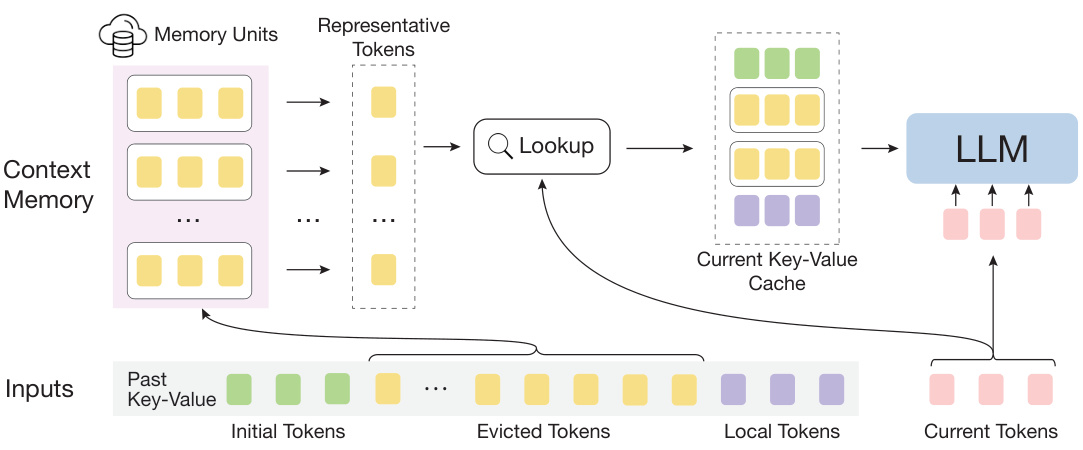 Memory Units
Representative
Tokens
Context
Memory
...
...
...
Lookup
LLM
Current Key-Value
Cache
Inputs
Past
Key-Value
...
Initial Tokens
Evicted Tokens
Local Tokens
Current Tokens